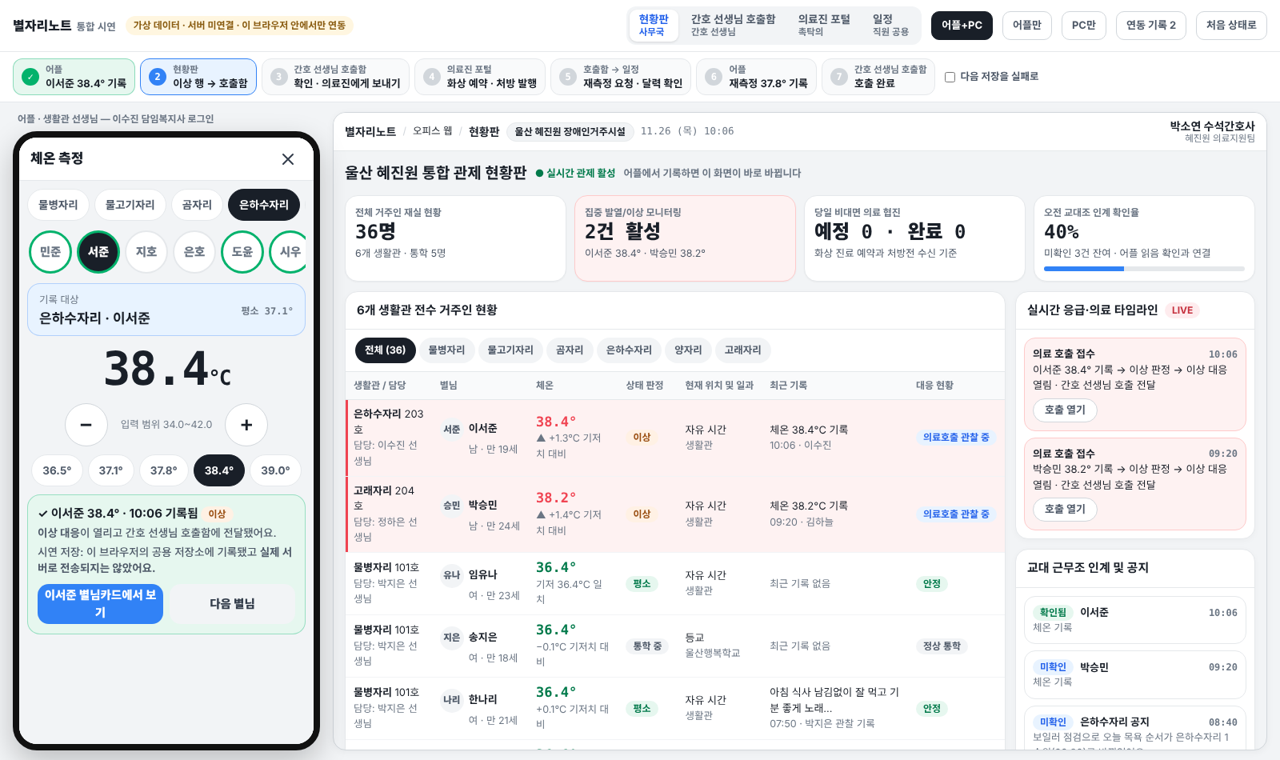 별자리노트 통합 시연
가상 데이터 · 서버 미연결 · 이 브라우저 안에서만 연동
현황판
사무국
간호 선생님 호출함
간호 선생님
의료진 포털
촉탁의
일정
직원 공용
어플+PC
어플만
PC만
연동 기록 2
처음 상태로
✓
어플
이서준 38.4° 기록
2
현황판
이상 행 → 호출함
3
간호 선생님 호출함
확인 · 의료진에게 보내기
4
의료진 포털
화상 예약 · 처방 발행
5
호출함 → 일정
재측정 요청 · 달력 확인
6
어플
재측정 37.8° 기록
7
간호 선생님 호출함
호출 완료
다음 저장을 실패로
어플 · 생활관 선생님 — 이수진 담임복지사 로그인
체온 측정
물병자리
물고기자리
곰자리
은하수자리
민준
서준
지호
은호
도윤
시우
기록 대상
은하수자리 · 이서준
평소 37.1°
38.4°C
−
입력 범위 34.0~42.0
+
36.5°
37.1°
37.8°
38.4°
39.0°
✓ 이서준 38.4° · 10:06 기록됨 이상
이상 대응이 열리고 간호 선생님 호출함에 전달됐어요.
시연 저장: 이 브라우저의 공용 저장소에 기록했고 실제 서
버로 전송되지는 않았어요.
이서준 별님카드에서 보
기
다음 별님
별자리노트 / 오피스 웹 / 현황판 울산 혜진원 장애인거주시설 11.26 (목) 10:06
박소연 수석간호사
혜진원 의료지원팀
울산 혜진원 통합 관제 현황판 ● 실시간 관제 활성 어플에서 기록하면 이 화면이 바로 바뀝니다
전체 거주인 재실 현황
36명
6개 생활관 · 통학 5명
집중 발열/이상 모니터링
2건 활성
이서준 38.4° · 박승민 38.2°
당일 비대면 의료 협진
예정 0 · 완료 0
화상 진료 예약과 처방전 수신 기준
오전 교대조 인계 확인율
40%
미확인 3건 잔여 · 어플 읽음 확인과 연결
6개 생활관 전수 거주인 현황
전체 (36)
물병자리
물고기자리
곰자리
은하수자리
양자리
고래자리
생활관 / 담당 별님 체온 상태 판정 현재 위치 및 일과 최근 기록 대응 현황
은하수자리 203
호
담당: 이수진 선
생님
서준
이서준
남 · 만 19세
38.4°
▲ +1.3°C 기저
치 대비
이상
자유 시간
생활관
체온 38.4°C 기록
10:06 · 이수진
의료호출 관찰 중
고래자리 204
호
담당: 정하은 선
생님
승민
박승민
남 · 만 24세
38.2°
▲ +1.4°C 기저
치 대비
이상
자유 시간
생활관
체온 38.2°C 기록
09:20 · 김하늘
의료호출 관찰 중
물병자리 101호
담당: 박지은 선
생님
유나
임유나
여 · 만 23세
36.4°
기저 36.4°C 일
치
평소
자유 시간
생활관
최근 기록 없음
안정
물병자리 101호
담당: 박지은 선
생님
지은
송지은
여 · 만 18세
36.4°
−0.1°C 기저치 대
비
통학 중
등교
울산행복학교
최근 기록 없음
정상 통학
물병자리 101호
담당: 박지은 선
생님
나리
한나리
여 · 만 21세
36.4°
+0.1°C 기저치 대
비
평소
자유 시간
생활관
아침 식사 남김없이 잘 먹고 기
분 좋게 노래...
07:50 · 박지은 관찰 기록
안정
실시간 응급·의료 타임라인 LIVE
의료 호출 접수 10:06
이서준 38.4° 기록 → 이상 판정 → 이상 대응
열림 · 간호 선생님 호출 전달
호출 열기
의료 호출 접수 09:20
박승민 38.2° 기록 → 이상 판정 → 이상 대응
열림 · 간호 선생님 호출 전달
호출 열기
교대 근무조 인계 및 공지
확인됨 이서준 10:06
체온 기록
미확인 박승민 09:20
체온 기록
미확인 은하수자리 공지 08:40
보일러 점검으로 오늘 목욕 순서가 은하수자리 1